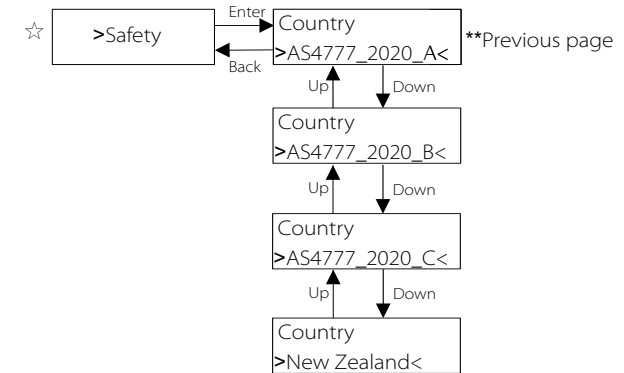 ☆ >Safety
Enter
Back
Country
>AS4777_2020_A<
**Previous page
Up
Down
Country
>AS4777_2020_B<
Up
Down
Country
>AS4777_2020_C<
Up
Down
Country
>New Zealand<